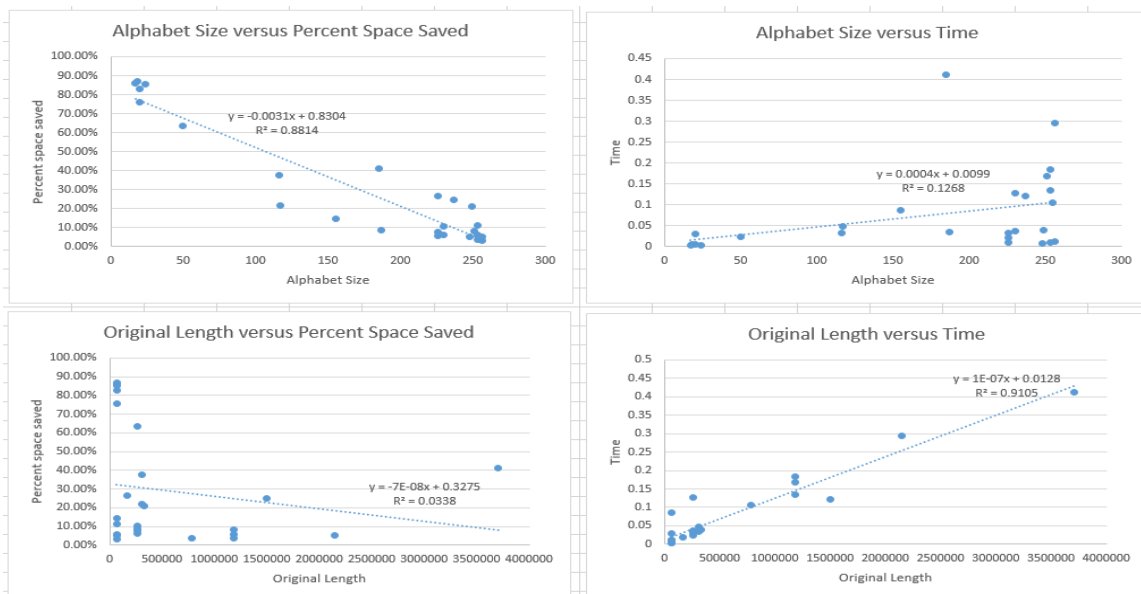 Alphabet Size versus Percent Space Saved
100.00%
90.00%
80.00%
70.00%
60.00%
50.00%
40.00%
30.00%
20.00%
10.00%
0.00%
Percent space saved
y = -0.0031x + 0.8304
R² = 0.8814
0 50 100 150 200 250 300
Alphabet Size
Alphabet Size versus Time
0.45
0.4
0.35
0.3
0.25
0.2
0.15
0.1
0.05
0
Time
y = 0.0004x + 0.0099
R² = 0.1268
0 50 100 150 200 250 300
Alphabet Size
Original Length versus Percent Space Saved
100.00%
90.00%
80.00%
70.00%
60.00%
50.00%
40.00%
30.00%
20.00%
10.00%
0.00%
Percent space saved
y = -7E-08x + 0.3275
R² = 0.0338
0 500000 1000000 1500000 2000000 2500000 3000000 3500000 4000000
Original Length
Original Length versus Time
0.5
0.45
0.4
0.35
0.3
0.25
0.2
0.15
0.1
0.05
0
Time
y = 1E-07x + 0.0128
R² = 0.9105
0 500000 1000000 1500000 2000000 2500000 3000000 3500000 4000000
Original Length